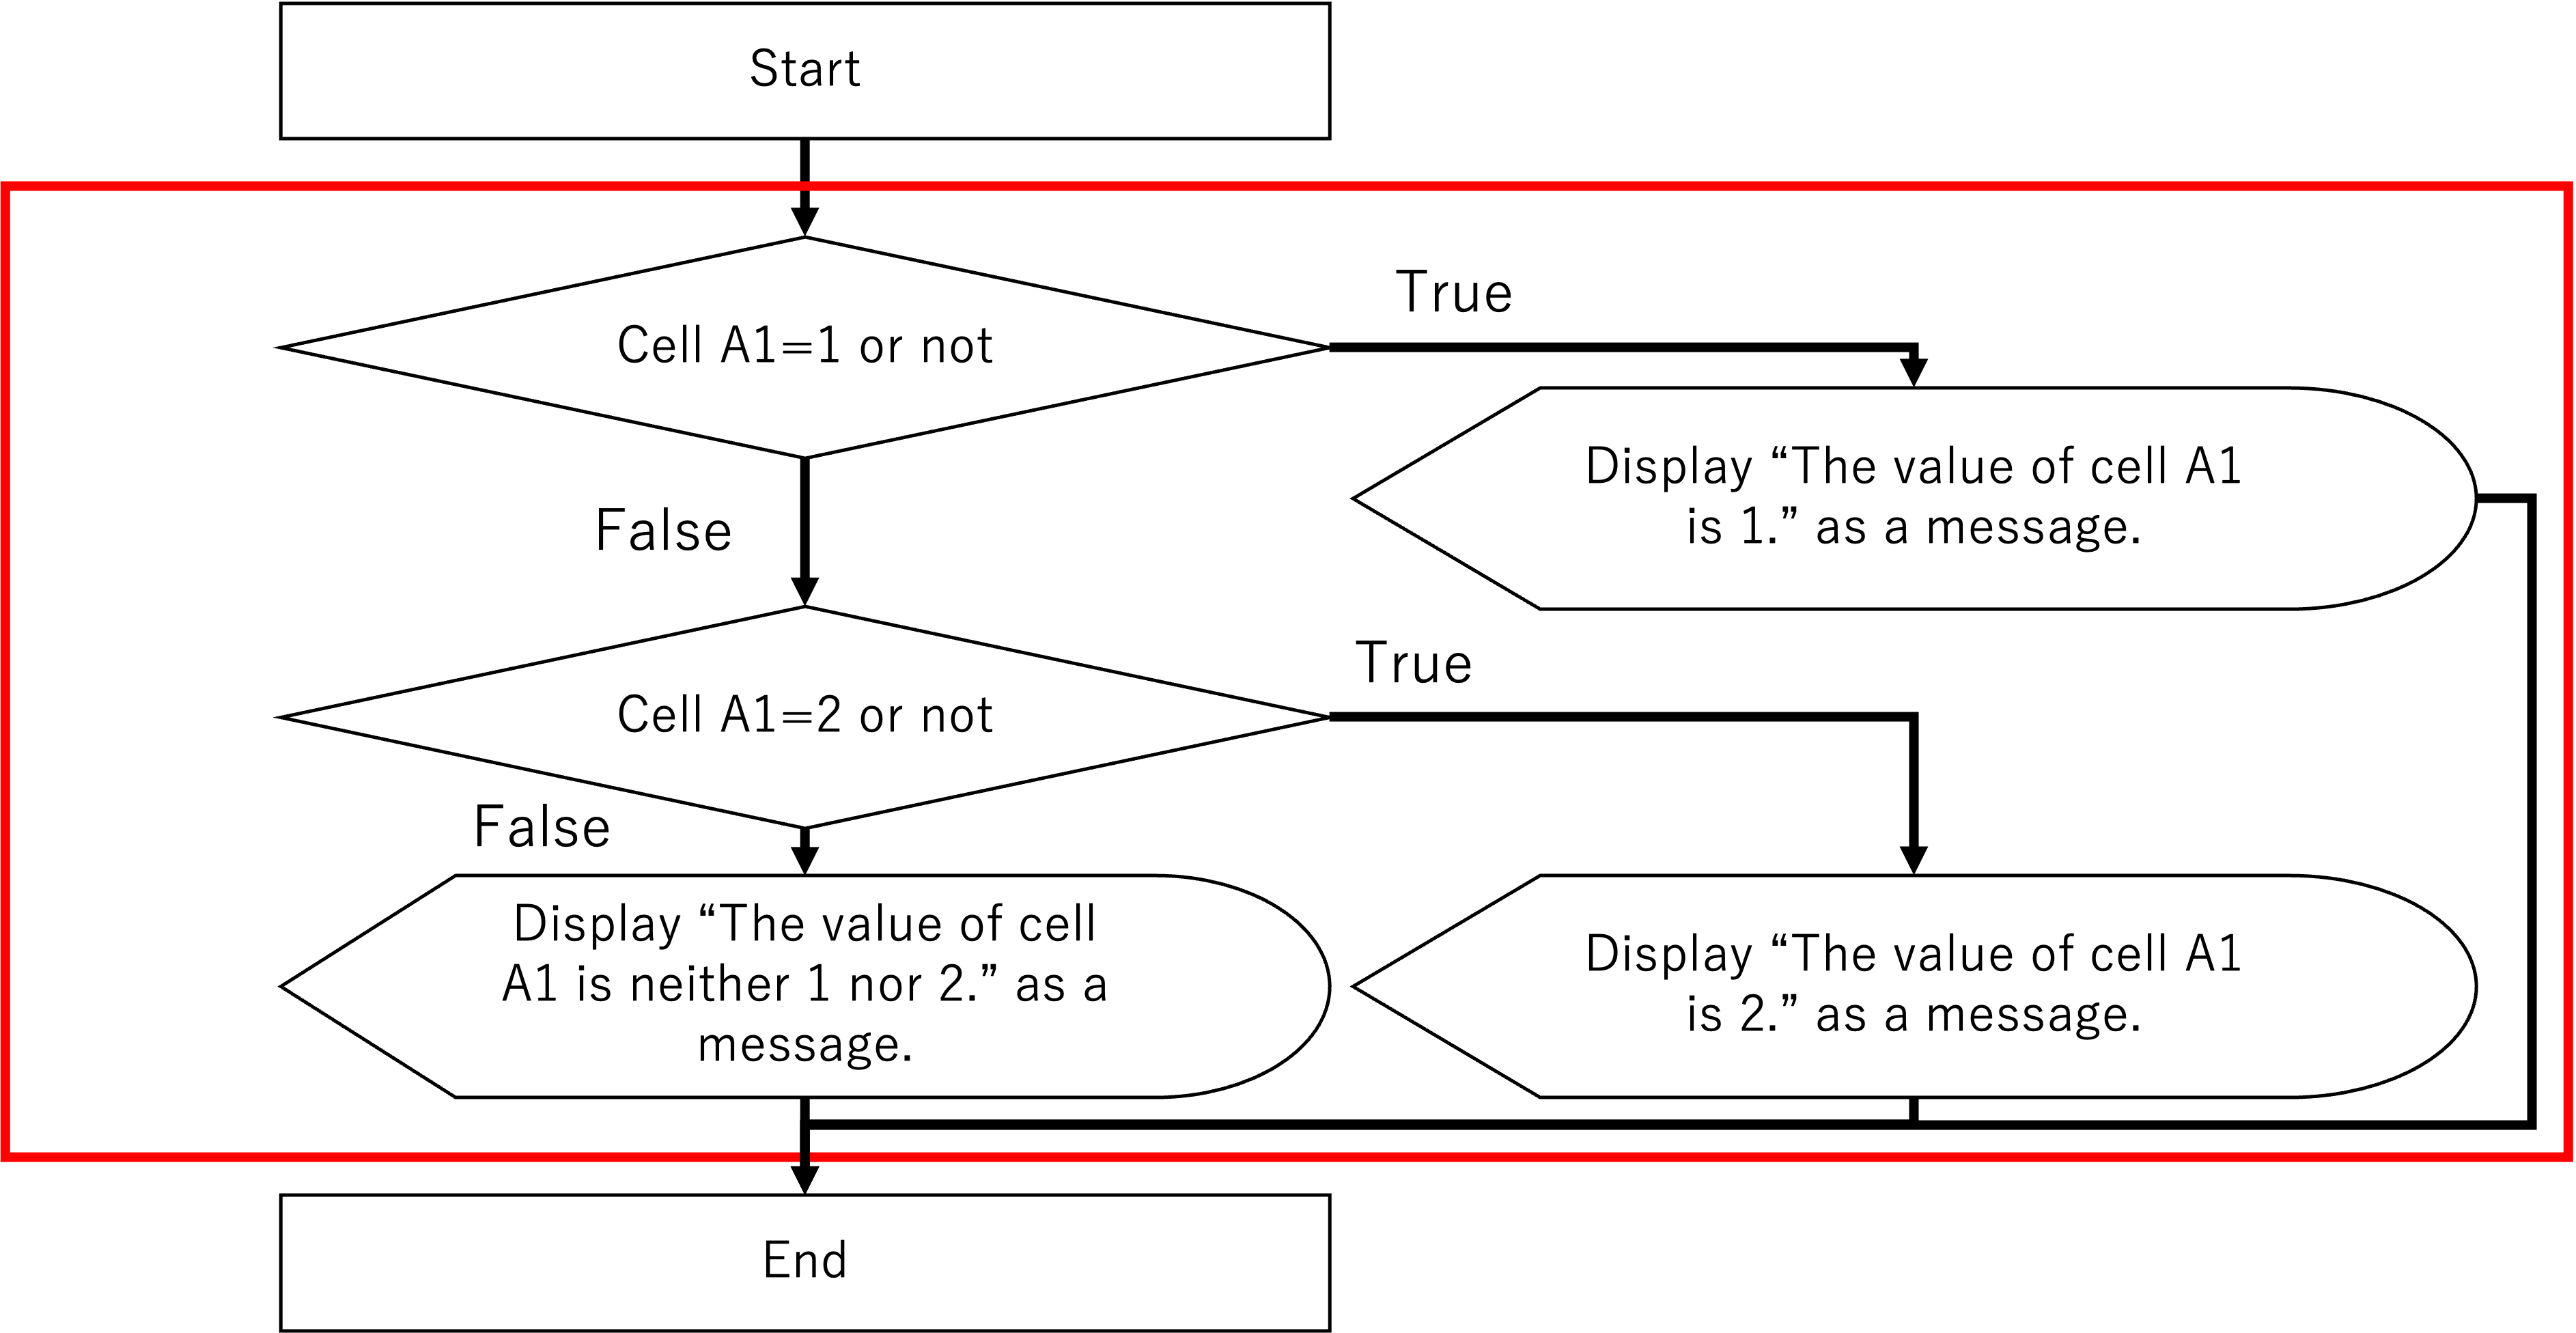 Start
Cell A1=1 or not
True
Display “The value of cell A1
is 1.” as a message.
False
Cell A1=2 or not
True
False
Display “The value of cell
A1 is neither 1 nor 2.” as a
message.
Display “The value of cell A1
is 2.” as a message.
End